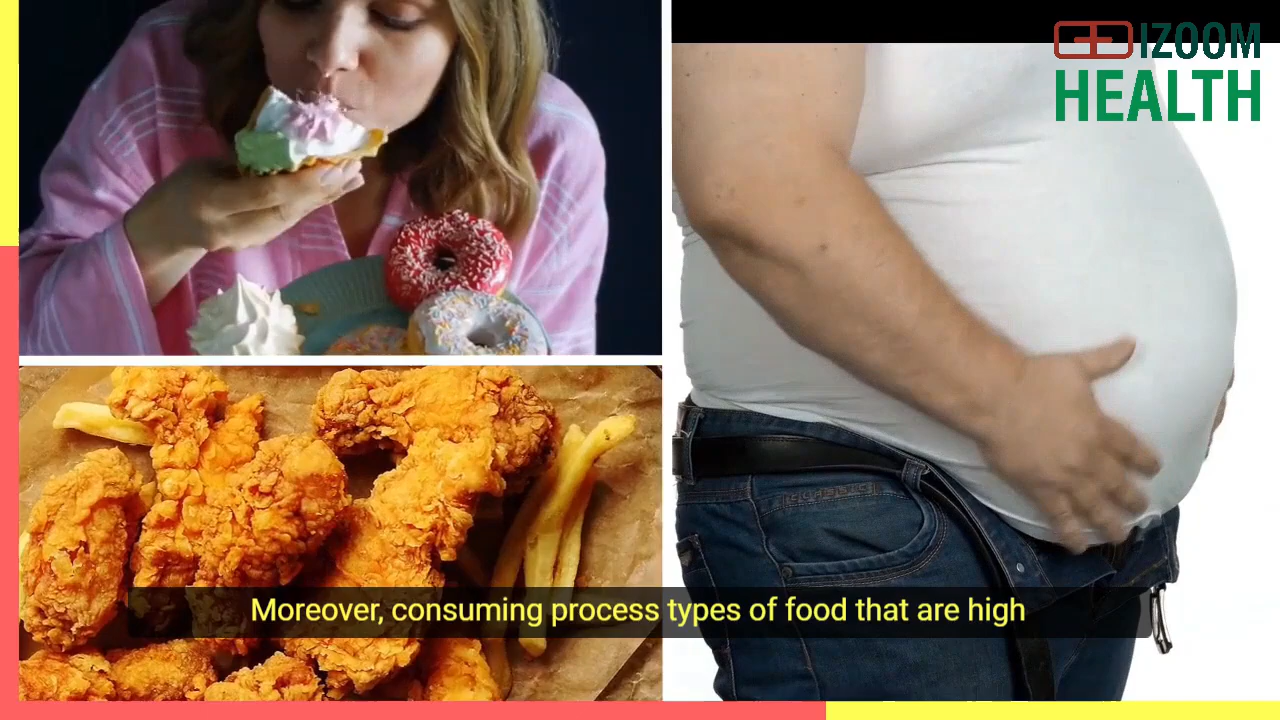 IZOOM
HEALTH
Moreover, consuming process types of food that are high